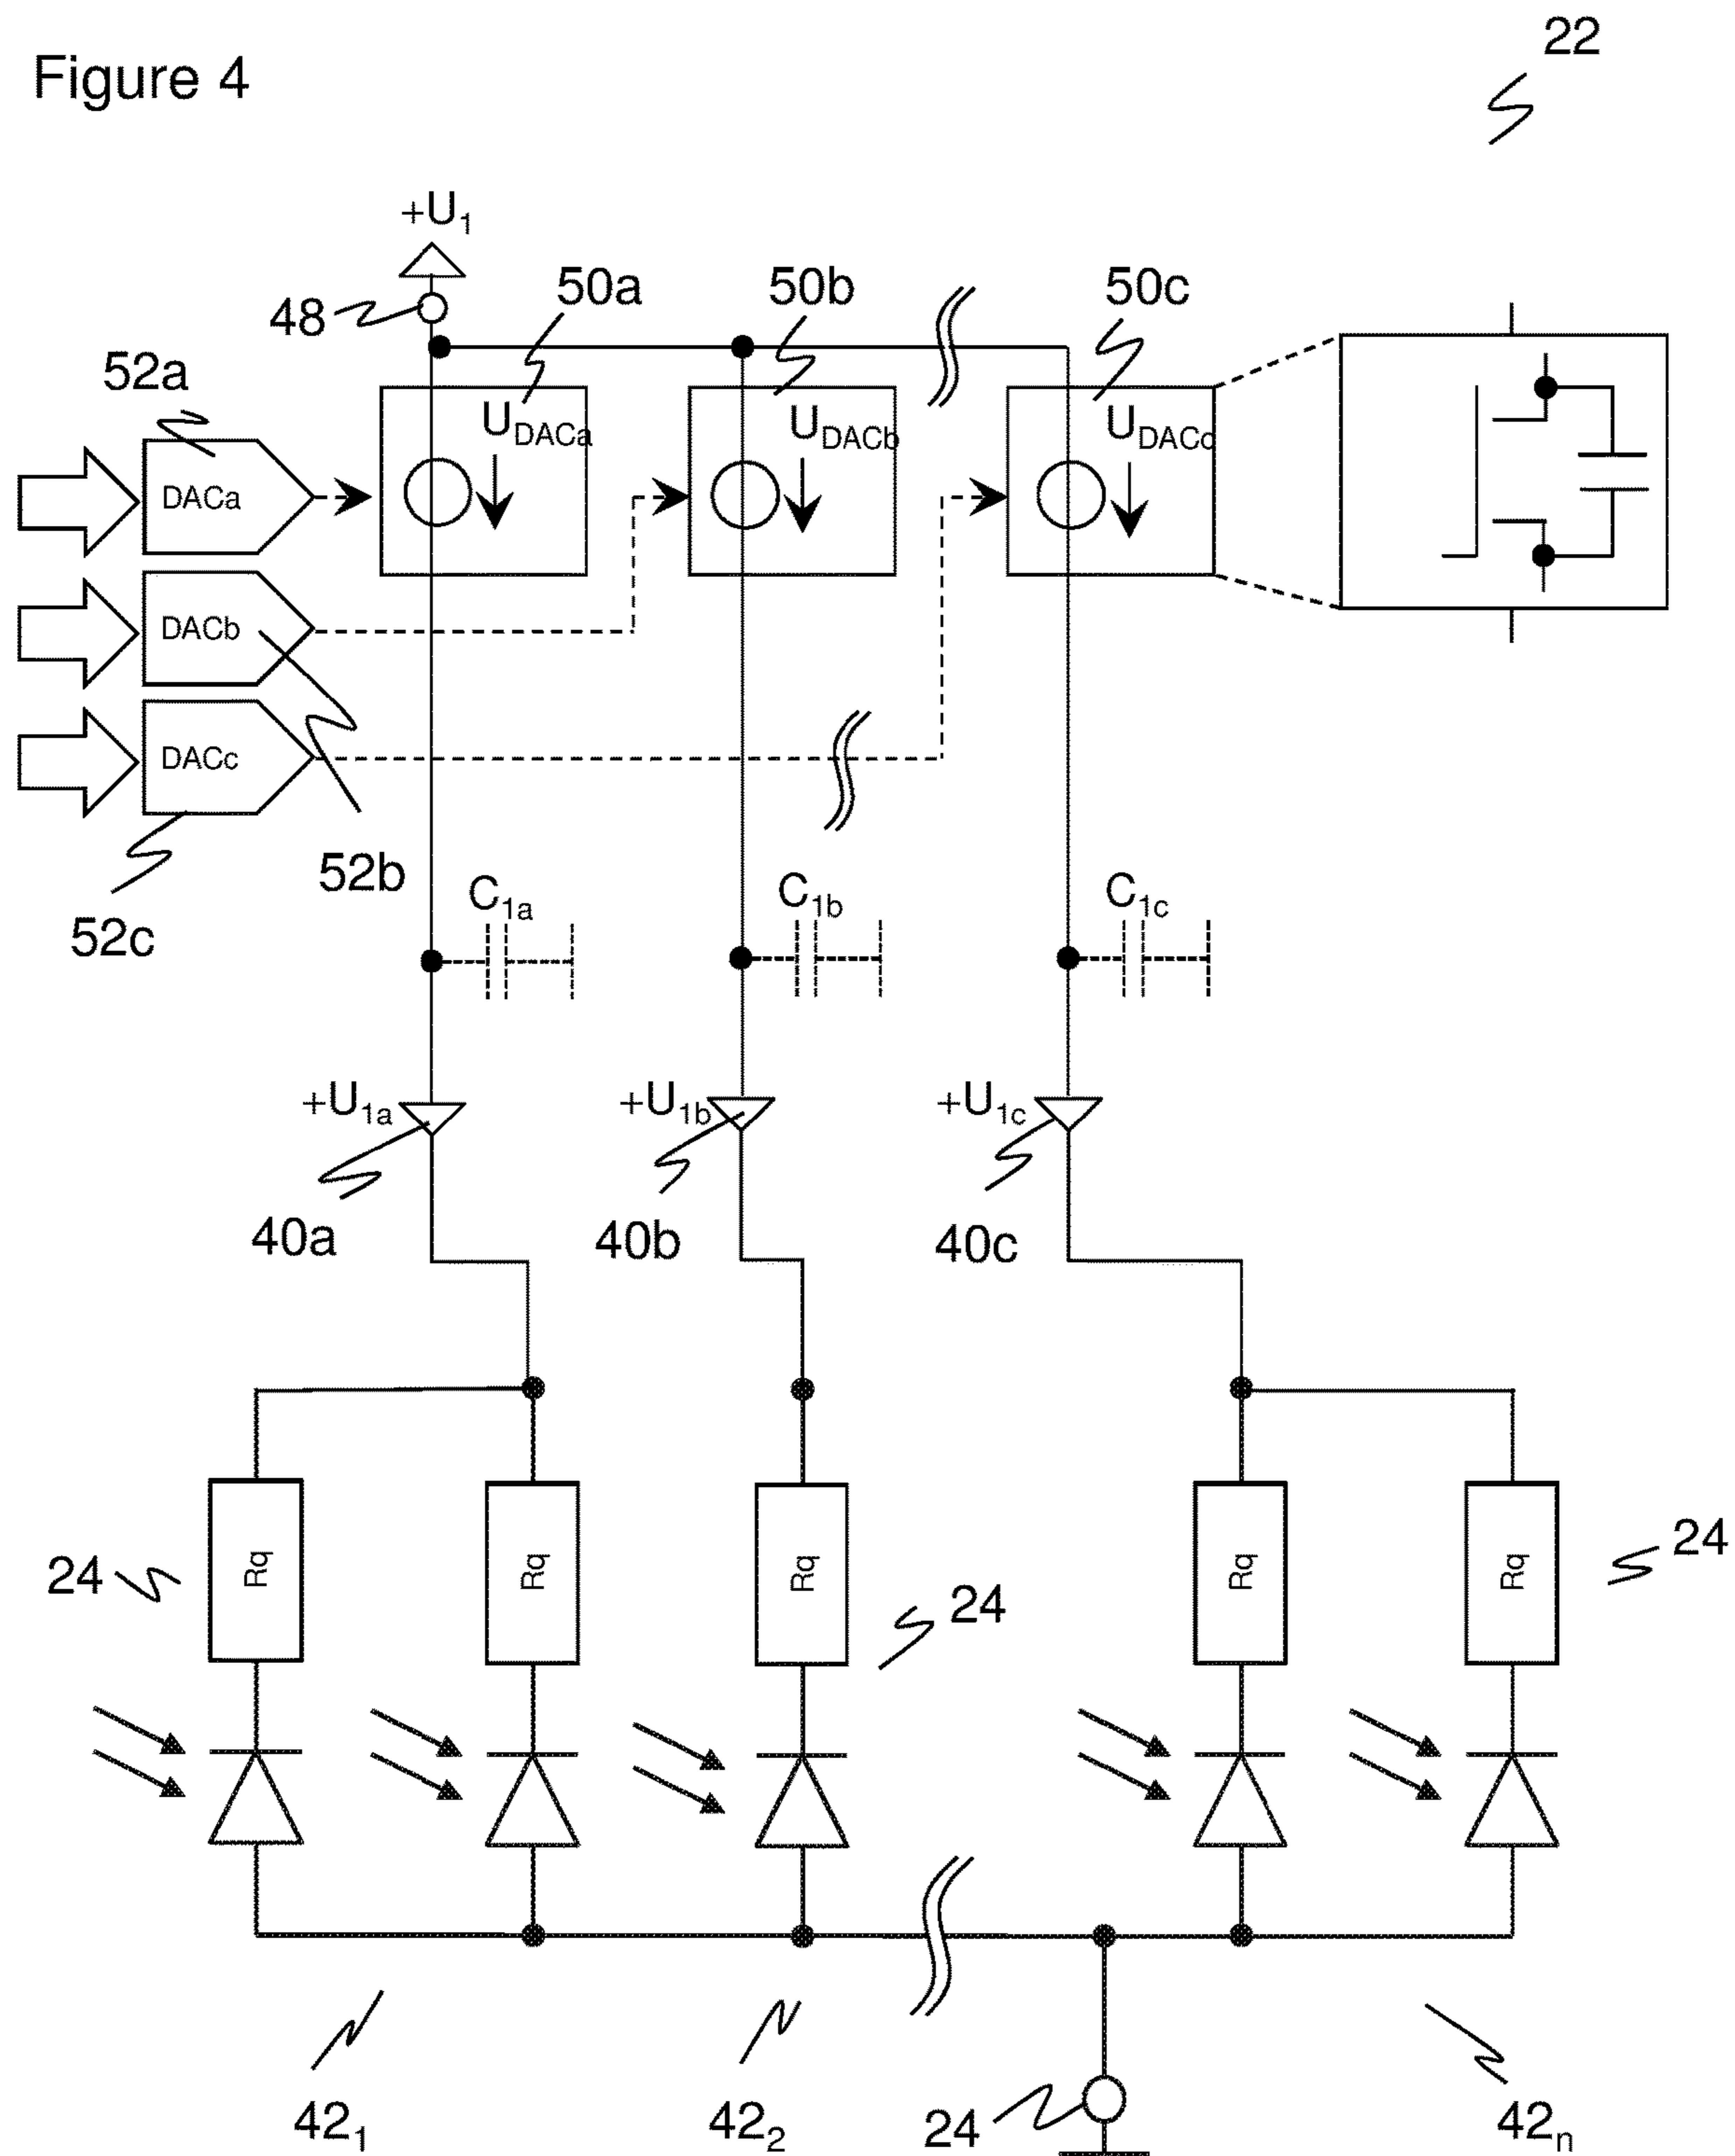 Figure 4
22
+U1
48
50a
50b
50c
52a
UDACa
UDACb
UDACc
DACa
DACb
DACc
52b
52c
C1a
C1b
C1c
+U1a
+U1b
+U1c
40a
40b
40c
Rq
Rq
Rq
Rq
Rq
24
24
24
421
422
24
42n